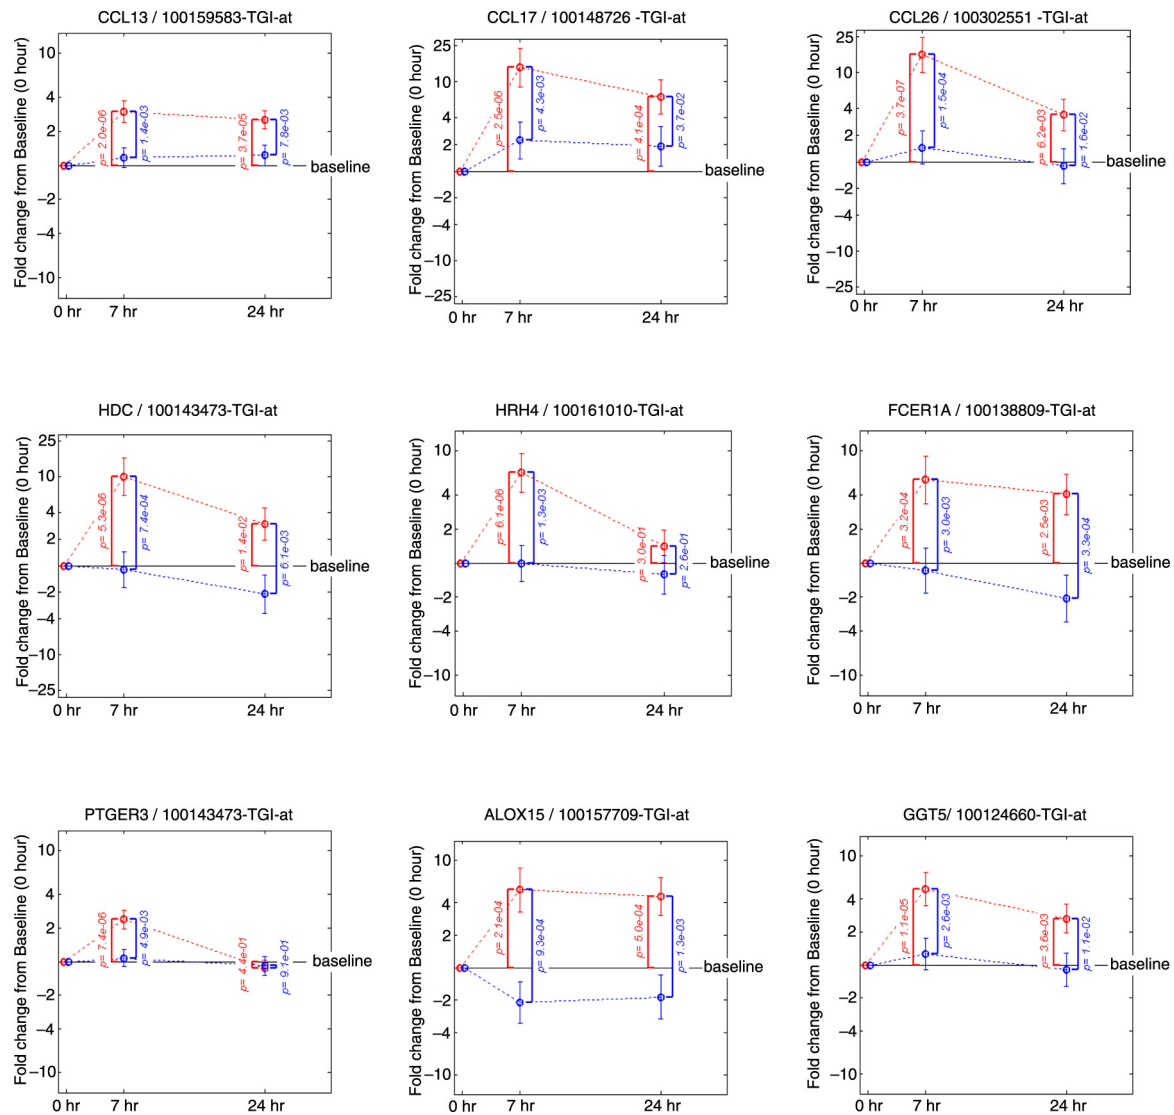 CCL13 / 100159583-TGI-at
Fold change from Baseline (0 hour)
10
4
2
−2
−4
−10
p= 2.0e-06
p= 1.4e-03
p= 3.7e-05
p= 7.8e-03
baseline
0 hr
7 hr
24 hr
CCL17 / 100148726 -TGI-at
Fold change from Baseline (0 hour)
25
10
4
2
−2
−4
−10
−25
p= 2.5e-06
p= 4.3e-03
p= 4.1e-04
p= 3.7e-02
baseline
0 hr
7 hr
24 hr
CCL26 / 100302551 -TGI-at
Fold change from Baseline (0 hour)
25
10
4
2
−2
−4
−10
−25
p= 3.7e-07
p= 1.5e-04
p= 6.2e-03
p= 1.6e-02
baseline
0 hr
7 hr
24 hr
HDC / 100143473-TGI-at
Fold change from Baseline (0 hour)
25
10
4
2
−2
−4
−10
−25
p= 5.3e-06
p= 7.4e-04
p= 1.4e-02
p= 6.1e-03
baseline
0 hr
7 hr
24 hr
HRH4 / 100161010-TGI-at
Fold change from Baseline (0 hour)
10
4
2
−2
−4
−10
p= 6.1e-06
p= 1.3e-03
p= 3.0e-01
p= 2.6e-01
baseline
0 hr
7 hr
24 hr
FCER1A / 100138809-TGI-at
Fold change from Baseline (0 hour)
10
4
2
−2
−4
−10
p= 3.2e-04
p= 3.0e-03
p= 2.5e-03
p= 3.3e-04
baseline
0 hr
7 hr
24 hr
PTGER3 / 100143473-TGI-at
Fold change from Baseline (0 hour)
10
4
2
−2
−4
−10
p= 7.4e-06
p= 4.9e-03
p= 4.4e-01
p= 9.1e-01
baseline
0 hr
7 hr
24 hr
ALOX15 / 100157709-TGI-at
Fold change from Baseline (0 hour)
10
4
2
−2
−4
−10
p= 2.1e-04
p= 9.3e-04
p= 5.0e-04
p= 1.3e-03
baseline
0 hr
7 hr
24 hr
GGT5/ 100124660-TGI-at
Fold change from Baseline (0 hour)
10
4
2
−2
−4
−10
p= 1.1e-05
p= 2.6e-03
p= 3.6e-03
p= 1.1e-02
baseline
0 hr
7 hr
24 hr